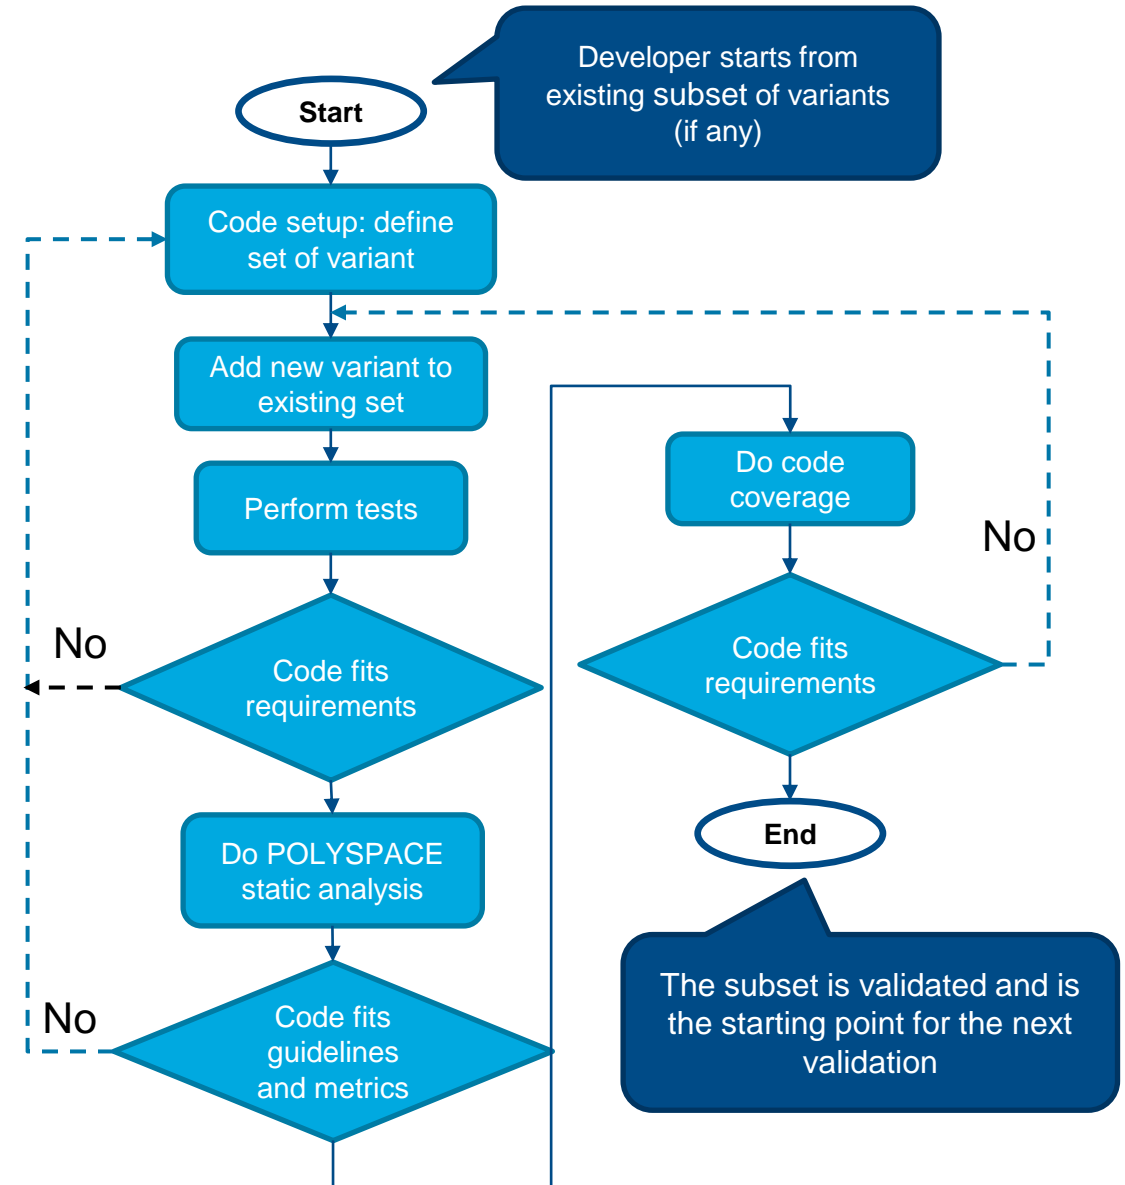 Developer starts from
existing subset of variants
(if any)
Start
Code setup: define
set of variant
Add new variant to
existing set
Perform tests
No
Code fits
requirements
Do POLYSPACE
static analysis
No
Code fits
guidelines
and metrics
Do code
coverage
No
Code fits
requirements
End
The subset is validated and is
the starting point for the next
validation